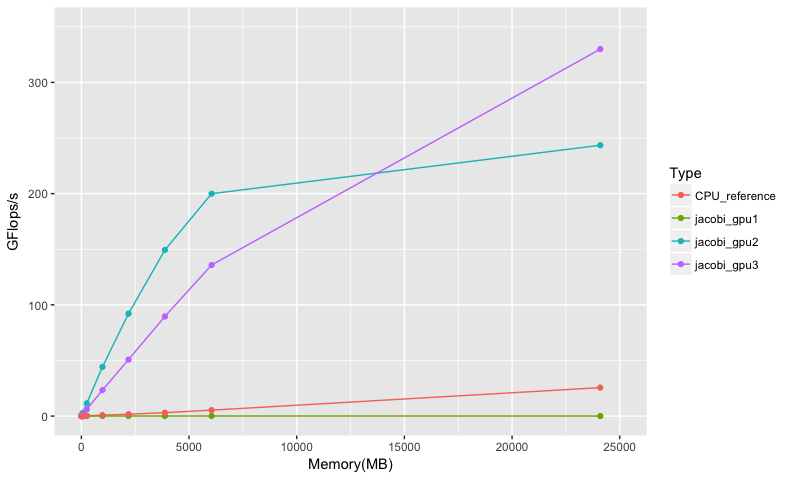 GFlops/s
300
200
100
0
0
5000
10000
15000
20000
25000
Memory(MB)
Type
CPU_reference
jacobi_gpu1
jacobi_gpu2
jacobi_gpu3